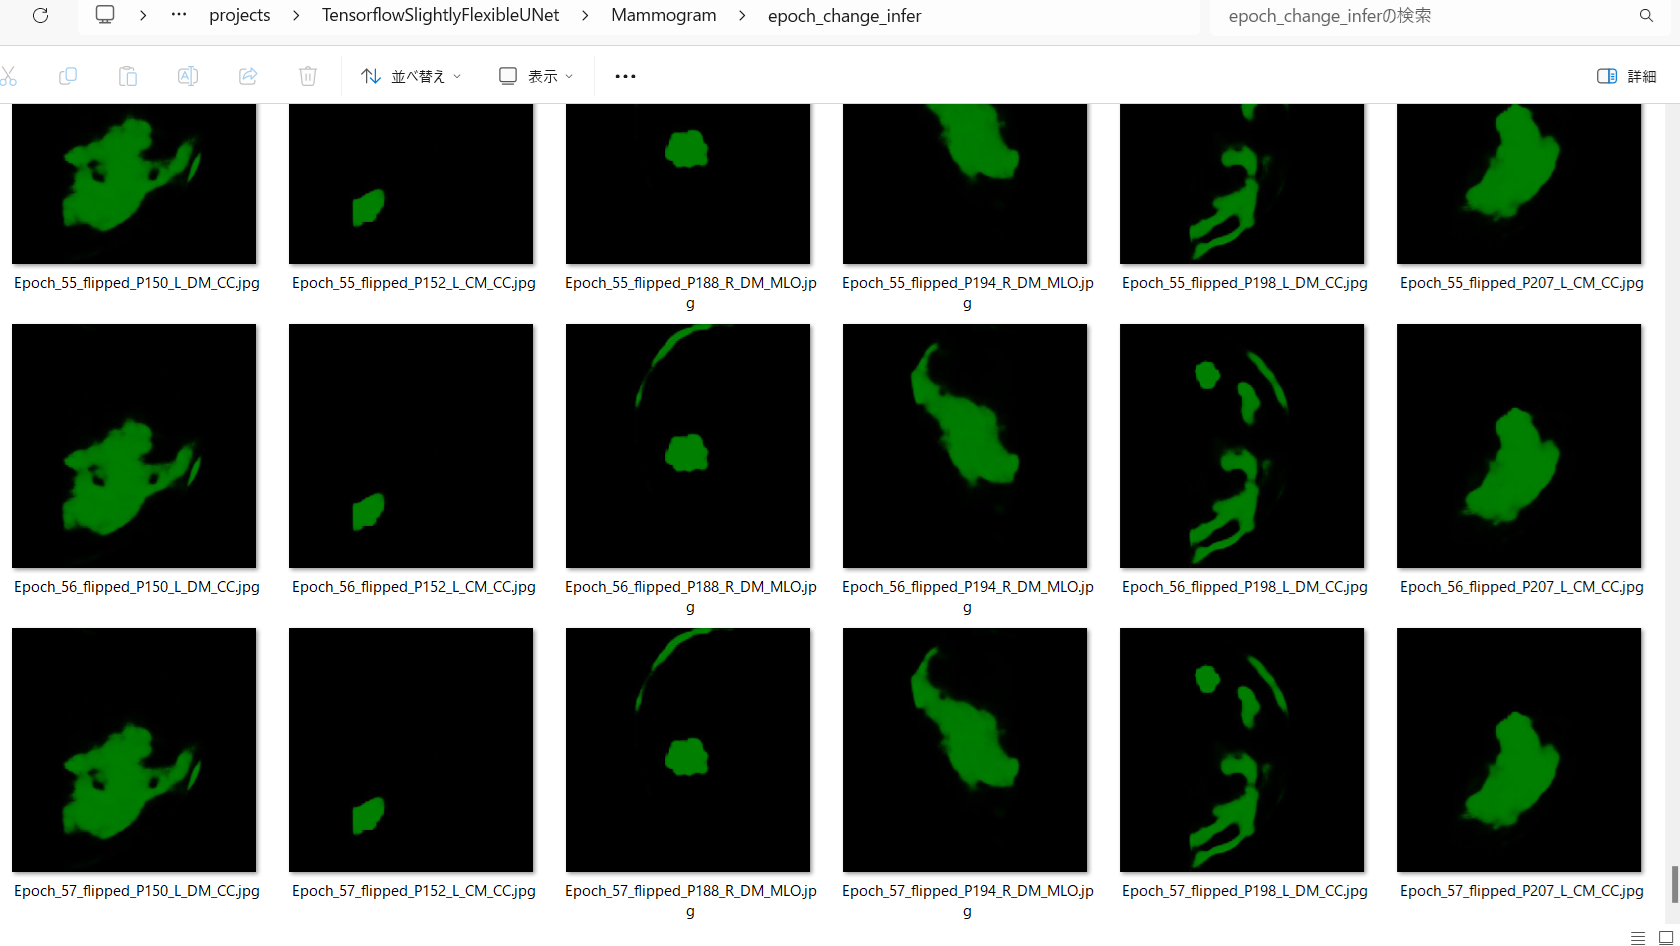 projects > TensorflowSlightlyFlexibleUNet > Mammogram > epoch_change_infer
epoch_change_inferの検索
並べ替え
表示
詳細
Epoch_55_flipped_P150_L_DM_CC.jpg
Epoch_55_flipped_P152_L_CM_CC.jpg
Epoch_55_flipped_P188_R_DM_MLO.jp
g
Epoch_55_flipped_P194_R_DM_MLO.jp
g
Epoch_55_flipped_P198_L_DM_CC.jpg
Epoch_55_flipped_P207_L_CM_CC.jpg
Epoch_56_flipped_P150_L_DM_CC.jpg
Epoch_56_flipped_P152_L_CM_CC.jpg
Epoch_56_flipped_P188_R_DM_MLO.jp
g
Epoch_56_flipped_P194_R_DM_MLO.jp
g
Epoch_56_flipped_P198_L_DM_CC.jpg
Epoch_56_flipped_P207_L_CM_CC.jpg
Epoch_57_flipped_P150_L_DM_CC.jpg
Epoch_57_flipped_P152_L_CM_CC.jpg
Epoch_57_flipped_P188_R_DM_MLO.jp
g
Epoch_57_flipped_P194_R_DM_MLO.jp
g
Epoch_57_flipped_P198_L_DM_CC.jpg
Epoch_57_flipped_P207_L_CM_CC.jpg